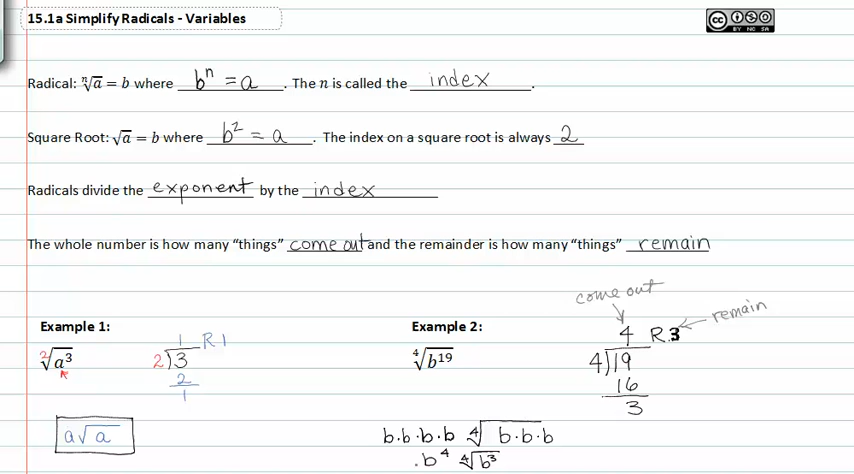 15.1a Simplify Radicals - Variables
CC BY NC SA
Radical: ⁿ√a = b where bⁿ = a . The n is called the index .
Square Root: √a = b where b² = a . The index on a square root is always 2
Radicals divide the exponent by the index
The whole number is how many “things” come out and the remainder is how many “things” remain
come out
remain
Example 1:
Example 2:
²√a³
1 R 1
2)3
2
1
⁴√b¹⁹
4 R 3
4)19
16
3
a√a
b·b·b·b ⁴√b·b·b
.b⁴ ⁴√b³